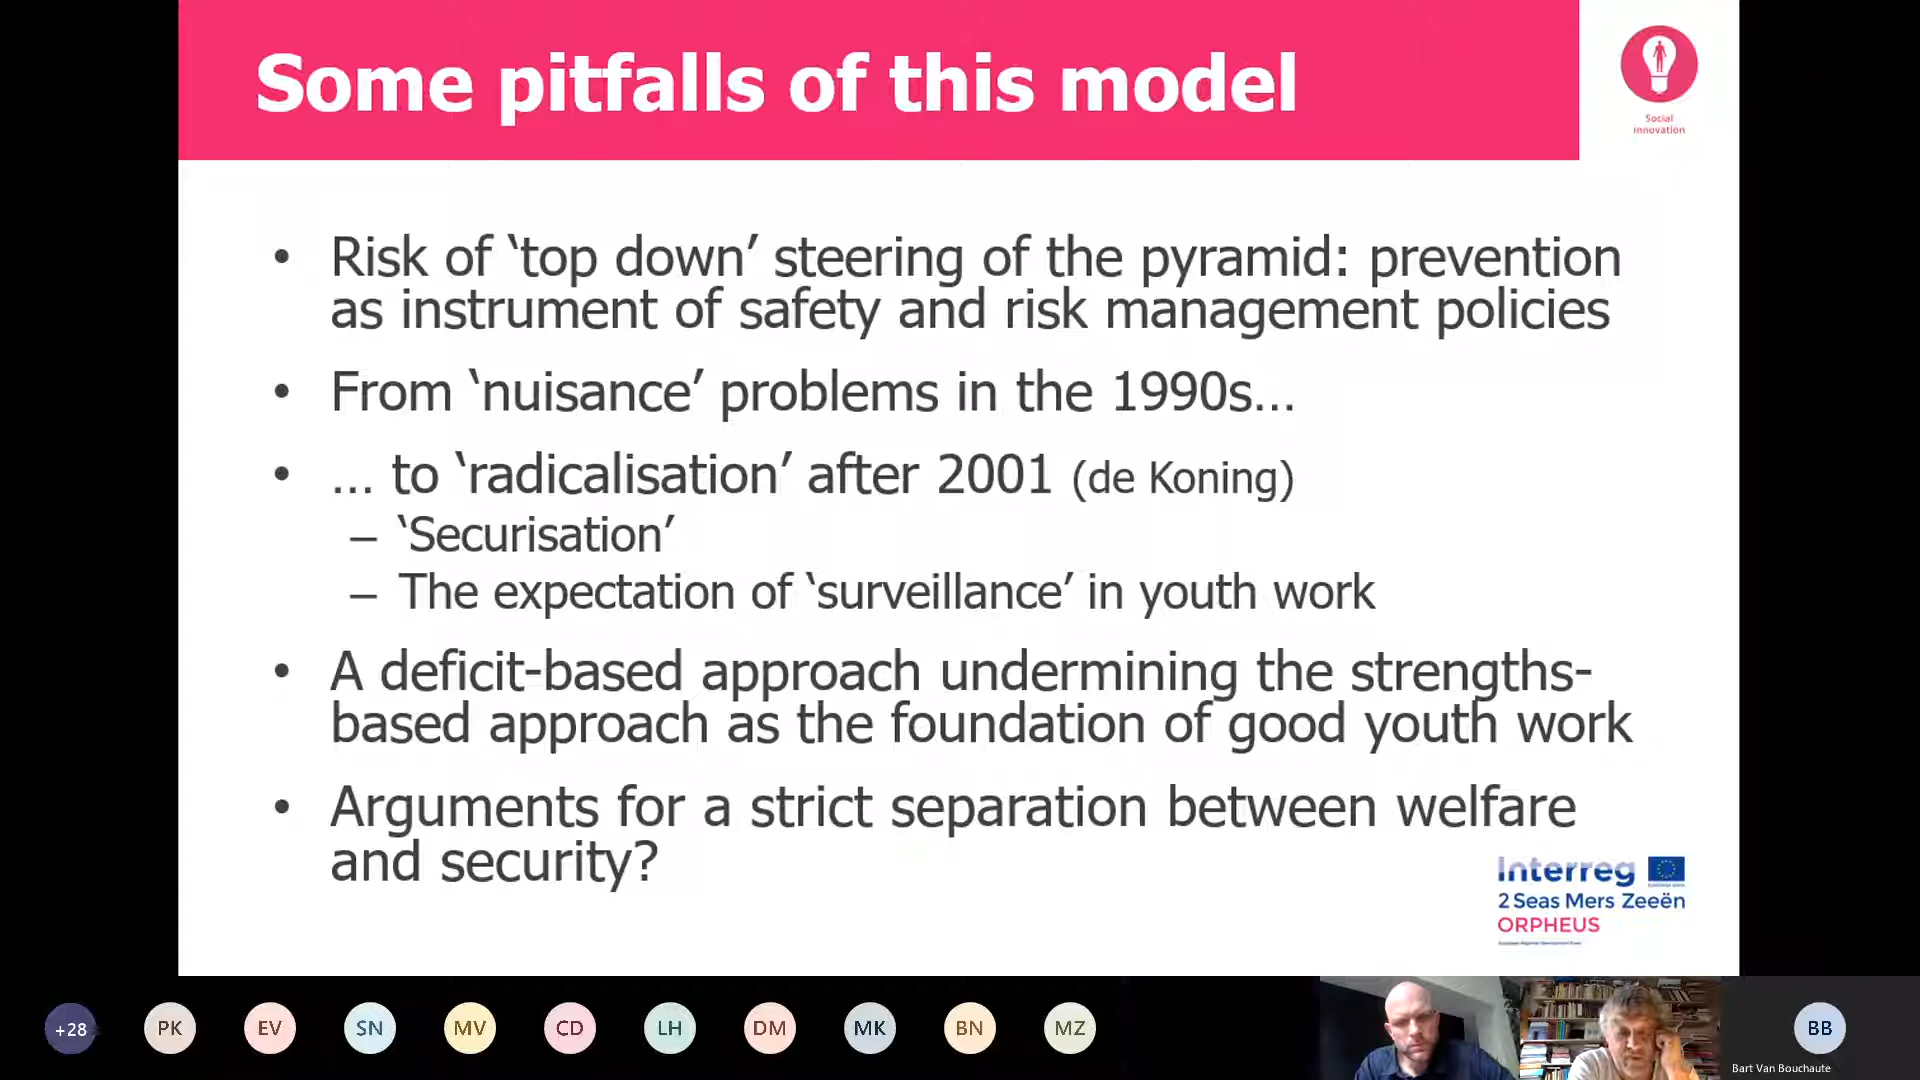 Some pitfalls of this model
Social
innovation
• Risk of ‘top down’ steering of the pyramid: prevention
as instrument of safety and risk management policies
• From ‘nuisance’ problems in the 1990s…
• … to ‘radicalisation’ after 2001 (de Koning)
– ‘Securisation’
– The expectation of ‘surveillance’ in youth work
• A deficit-based approach undermining the strengths-
based approach as the foundation of good youth work
• Arguments for a strict separation between welfare
and security?
Interreg
2 Seas Mers Zeeën
ORPHEUS
+28
PK
EV
SN
MV
CD
LH
DM
MK
BN
MZ
BB
Bart Van Bouchaute